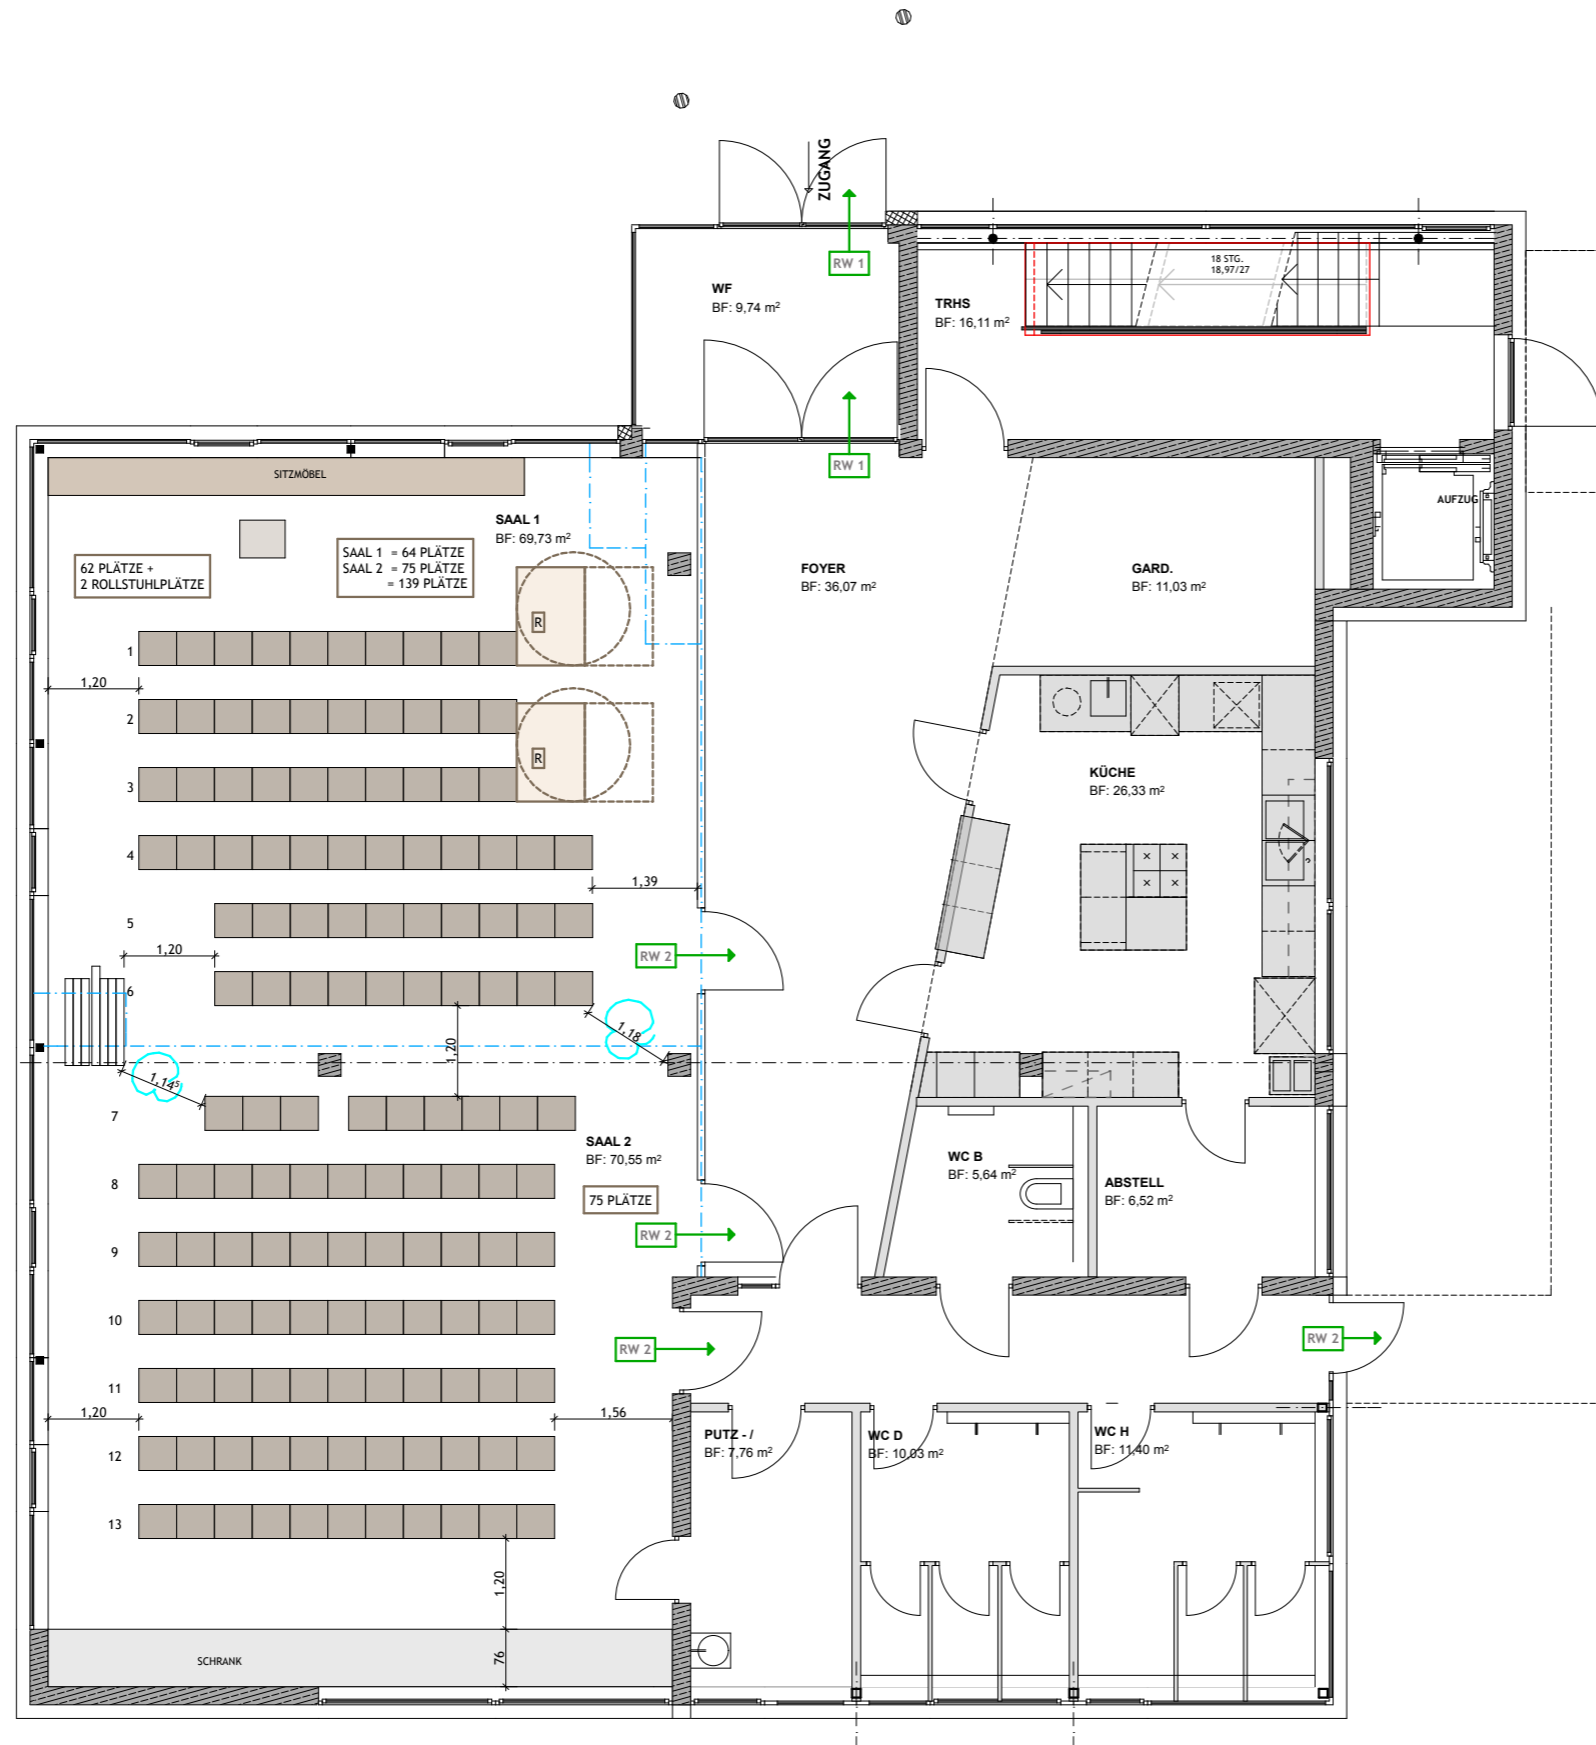 ZUGANG
RW 1
WF
BF: 9,74 m²
TRHS
BF: 16,11 m²
18 STG.
18,97/27
RW 1
SITZMÖBEL
AUFZUG
SAAL 1
BF: 69,73 m²
62 PLÄTZE +
2 ROLLSTUHLPLÄTZE
SAAL 1 = 64 PLÄTZE
SAAL 2 = 75 PLÄTZE
= 139 PLÄTZE
FOYER
BF: 36,07 m²
GARD.
BF: 11,03 m²
R
1
1,20
2
R
3
KÜCHE
BF: 26,33 m²
4
1,39
5
1,20
RW 2
6
1,18
1,20
1,14⁵
7
SAAL 2
BF: 70,55 m²
75 PLÄTZE
WC B
BF: 5,64 m²
ABSTELL
BF: 6,52 m²
8
RW 2
9
10
RW 2
RW 2
11
1,20
1,56
12
PUTZ - /
BF: 7,76 m²
WC D
BF: 10,03 m²
WC H
BF: 11,40 m²
13
1,20
76
SCHRANK